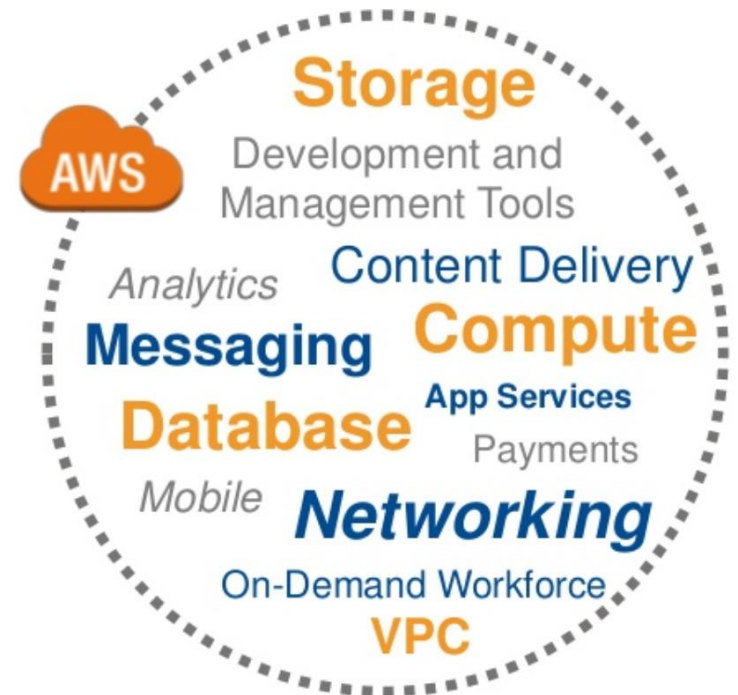 Storage
AWS
Development and
Management Tools
Content Delivery
Analytics
Compute
Messaging
App Services
Database
Payments
Mobile
Networking
On-Demand Workforce
VPC